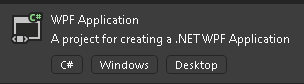 C#
WPF Application
A project for creating a .NET WPF Application
C# Windows Desktop